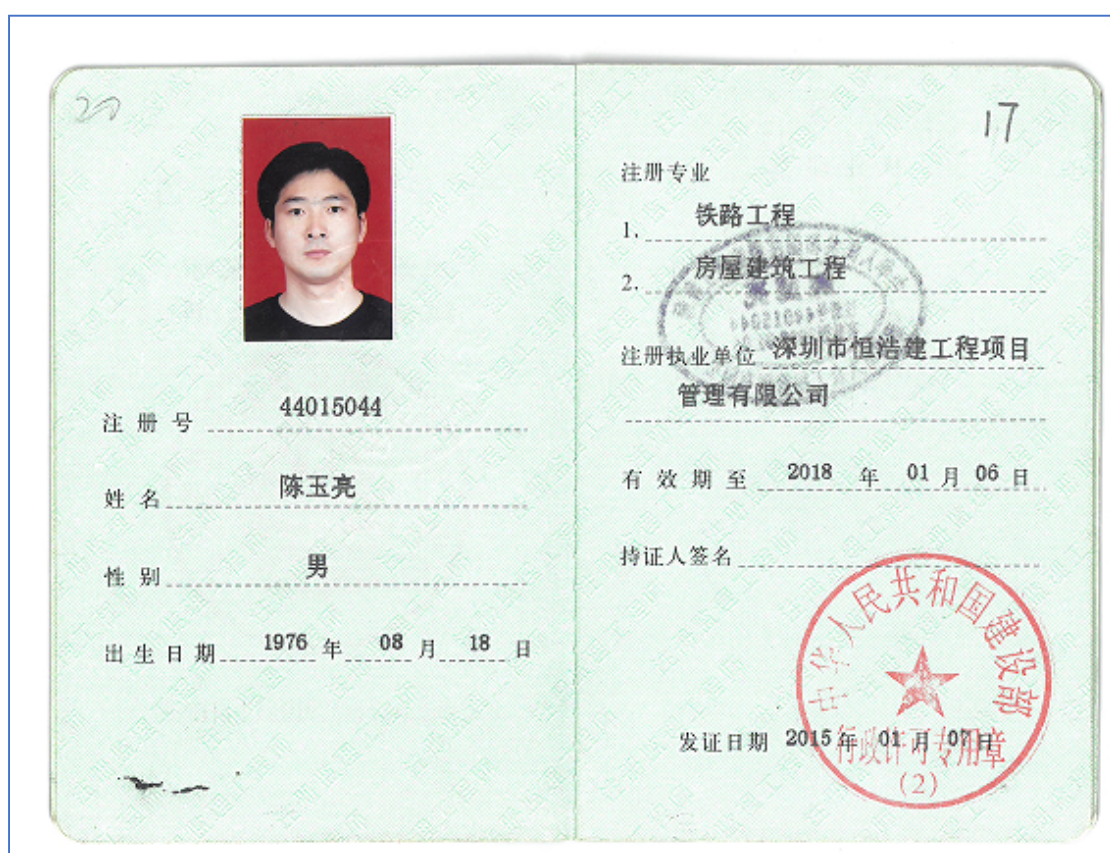 20
注 册 号 44015044
姓 名 陈玉亮
性 别 男
出 生 日 期 1976 年 08 月 18 日
17
注册专业
1. 铁路工程
2. 房屋建筑工程
注册执业单位 深圳市恒浩建工程项目
管理有限公司
有 效 期 至 2018 年 01 月 06 日
持证人签名
中华人民共和国建设部
发证日期 2015 年 01 月 07 日
行政许可专用章
(2)